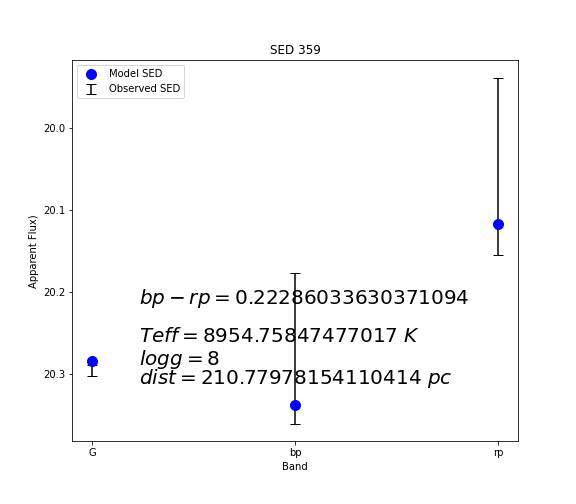 SED 359
Model SED
Observed SED
20.0
20.1
20.2
20.3
Apparent Flux)
bp − rp = 0.22286033630371094
Teff = 8954.75847477017 K
logg = 8
dist = 210.77978154110414 pc
G
bp
rp
Band